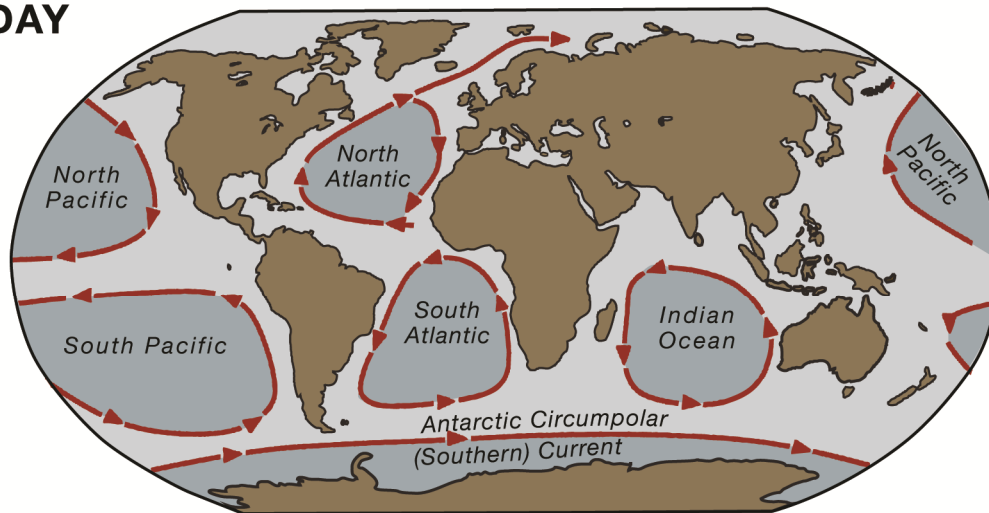 DAY
North
Pacific
North
Atlantic
North
Pacific
South Pacific
South
Atlantic
Indian
Ocean
Antarctic Circumpolar
(Southern) Current